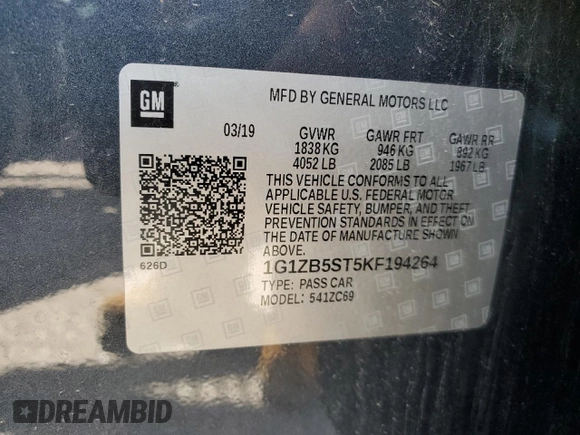 GM
MFD BY GENERAL MOTORS LLC
03/19 GVWR GAWR FRT GAWR RR
1838 KG 946 KG 892 KG
4052 LB 2085 LB 1967 LB
THIS VEHICLE CONFORMS TO ALL
APPLICABLE U.S. FEDERAL MOTOR
VEHICLE SAFETY, BUMPER, AND THEFT
PREVENTION STANDARDS IN EFFECT ON
THE DATE OF MANUFACTURE SHOWN
ABOVE.
626D
1G1ZB5ST5KF194264
TYPE: PASS CAR
MODEL: 541ZC69
DREAMBID